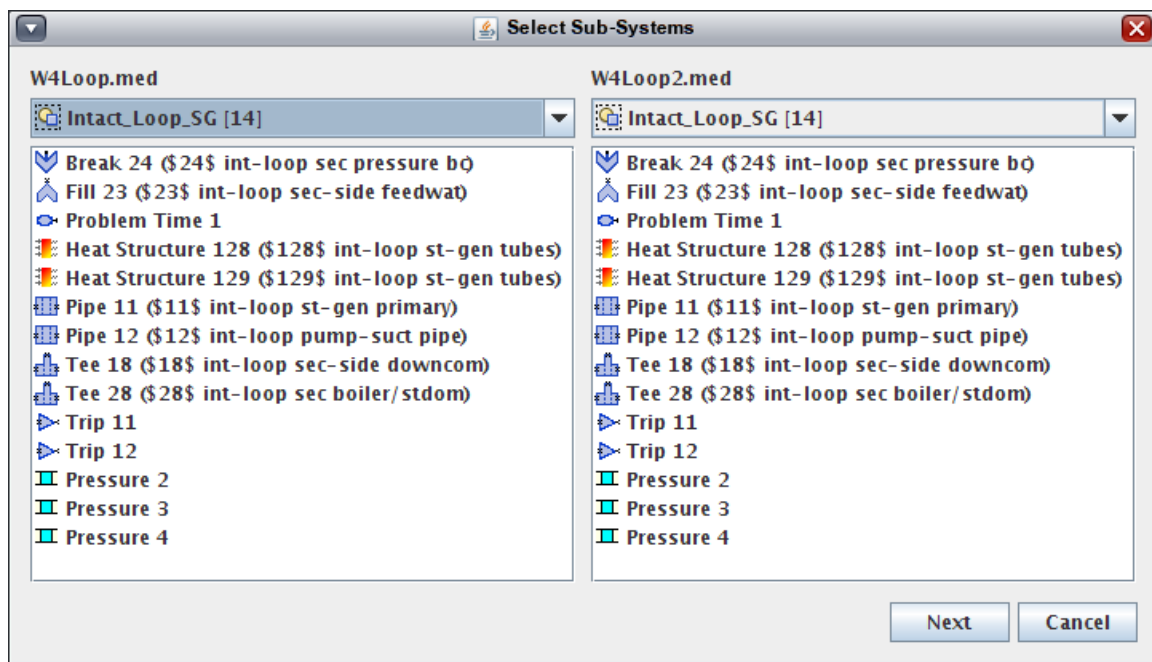 Select Sub-Systems
W4Loop.med
Intact_Loop_SG [14]
Break 24 ($24$ int-loop sec pressure bc)
Fill 23 ($23$ int-loop sec-side feedwat)
Problem Time 1
Heat Structure 128 ($128$ int-loop st-gen tubes)
Heat Structure 129 ($129$ int-loop st-gen tubes)
Pipe 11 ($11$ int-loop st-gen primary)
Pipe 12 ($12$ int-loop pump-suct pipe)
Tee 18 ($18$ int-loop sec-side downcom)
Tee 28 ($28$ int-loop sec boiler/stdom)
Trip 11
Trip 12
Pressure 2
Pressure 3
Pressure 4
W4Loop2.med
Intact_Loop_SG [14]
Break 24 ($24$ int-loop sec pressure bc)
Fill 23 ($23$ int-loop sec-side feedwat)
Problem Time 1
Heat Structure 128 ($128$ int-loop st-gen tubes)
Heat Structure 129 ($129$ int-loop st-gen tubes)
Pipe 11 ($11$ int-loop st-gen primary)
Pipe 12 ($12$ int-loop pump-suct pipe)
Tee 18 ($18$ int-loop sec-side downcom)
Tee 28 ($28$ int-loop sec boiler/stdom)
Trip 11
Trip 12
Pressure 2
Pressure 3
Pressure 4
Next
Cancel